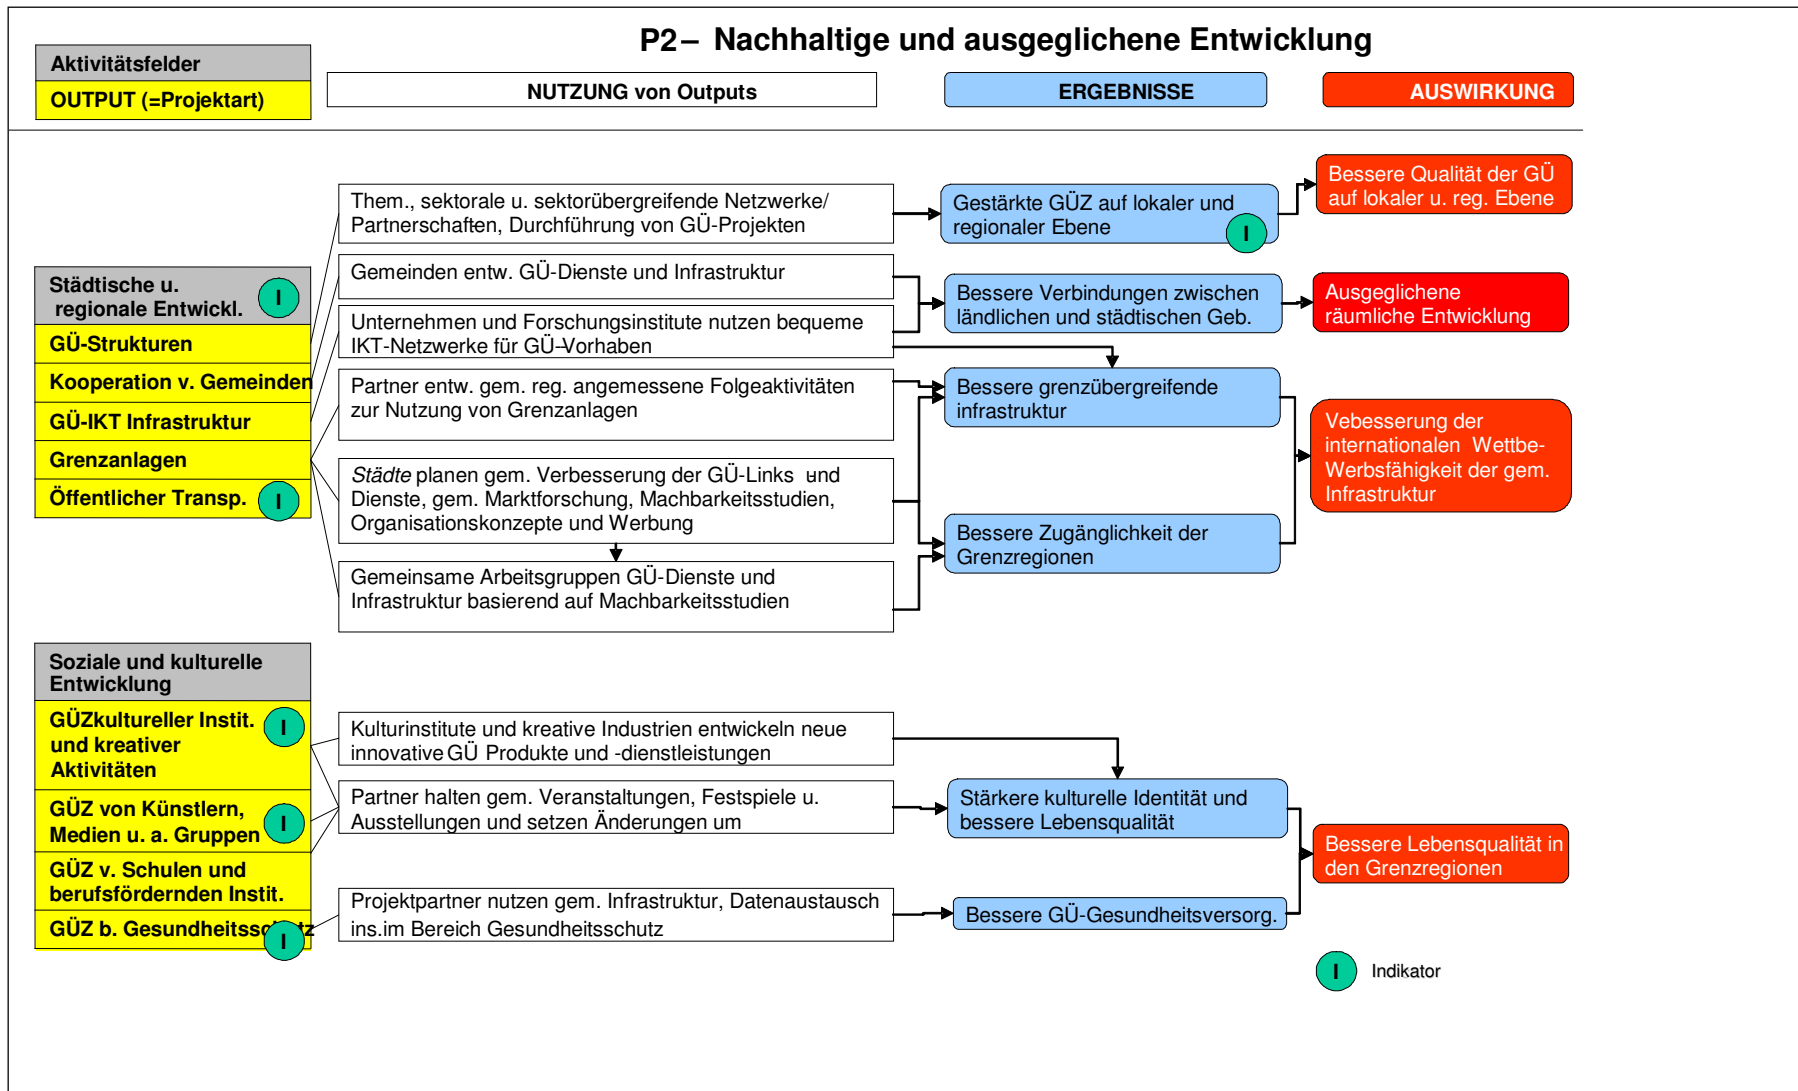 P2– Nachhaltige und ausgeglichene Entwicklung
Aktivitätsfelder
OUTPUT (=Projektart)
NUTZUNG von Outputs
ERGEBNISSE
AUSWIRKUNG
Them., sektorale u. sektorübergreifende Netzwerke/
Partnerschaften, Durchführung von GÜ-Projekten
Gestärkte GÜZ auf lokaler und
regionaler Ebene
I
Bessere Qualität der GÜ
auf lokaler u. reg. Ebene
Städtische u.
regionale Entwickl.
I
GÜ-Strukturen
Kooperation v. Gemeinden
GÜ-IKT Infrastruktur
Grenzanlagen
Öffentlicher Transp.
I
Gemeinden entw. GÜ-Dienste und Infrastruktur
Unternehmen und Forschungsinstitute nutzen bequeme
IKT-Netzwerke für GÜ–Vorhaben
Bessere Verbindungen zwischen
ländlichen und städtischen Geb.
Ausgeglichene
räumliche Entwicklung
Partner entw. gem. reg. angemessene Folgeaktivitäten
zur Nutzung von Grenzanlagen
Bessere grenzübergreifende
infrastruktur
Vebesserung der
internationalen Wettbe-
Werbsfähigkeit der gem.
Infrastruktur
Städte planen gem. Verbesserung der GÜ-Links und
Dienste, gem. Marktforschung, Machbarkeitsstudien,
Organisationskonzepte und Werbung
Bessere Zugänglichkeit der
Grenzregionen
Gemeinsame Arbeitsgruppen GÜ-Dienste und
Infrastruktur basierend auf Machbarkeitsstudien
Soziale und kulturelle
Entwicklung
GÜZkultureller Instit.
und kreativer
Aktivitäten
I
GÜZ von Künstlern,
Medien u. a. Gruppen
I
GÜZ v. Schulen und
berufsfördernden Instit.
GÜZ b. Gesundheitsschutz
I
Kulturinstitute und kreative Industrien entwickeln neue
innovative GÜ Produkte und -dienstleistungen
Partner halten gem. Veranstaltungen, Festspiele u.
Ausstellungen und setzen Änderungen um
Stärkere kulturelle Identität und
bessere Lebensqualität
Bessere Lebensqualität in
den Grenzregionen
Projektpartner nutzen gem. Infrastruktur, Datenaustausch
ins.im Bereich Gesundheitsschutz
Bessere GÜ-Gesundheitsversorg.
I
Indikator